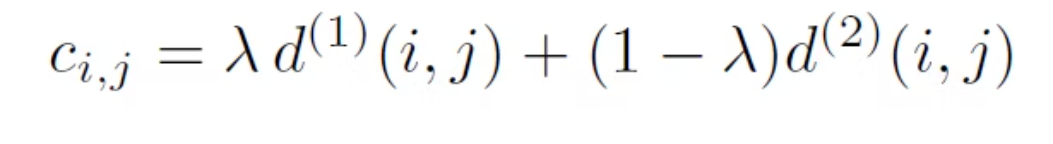 c_{i,j} = λ d^{(1)}(i, j) + (1 − λ)d^{(2)}(i, j)